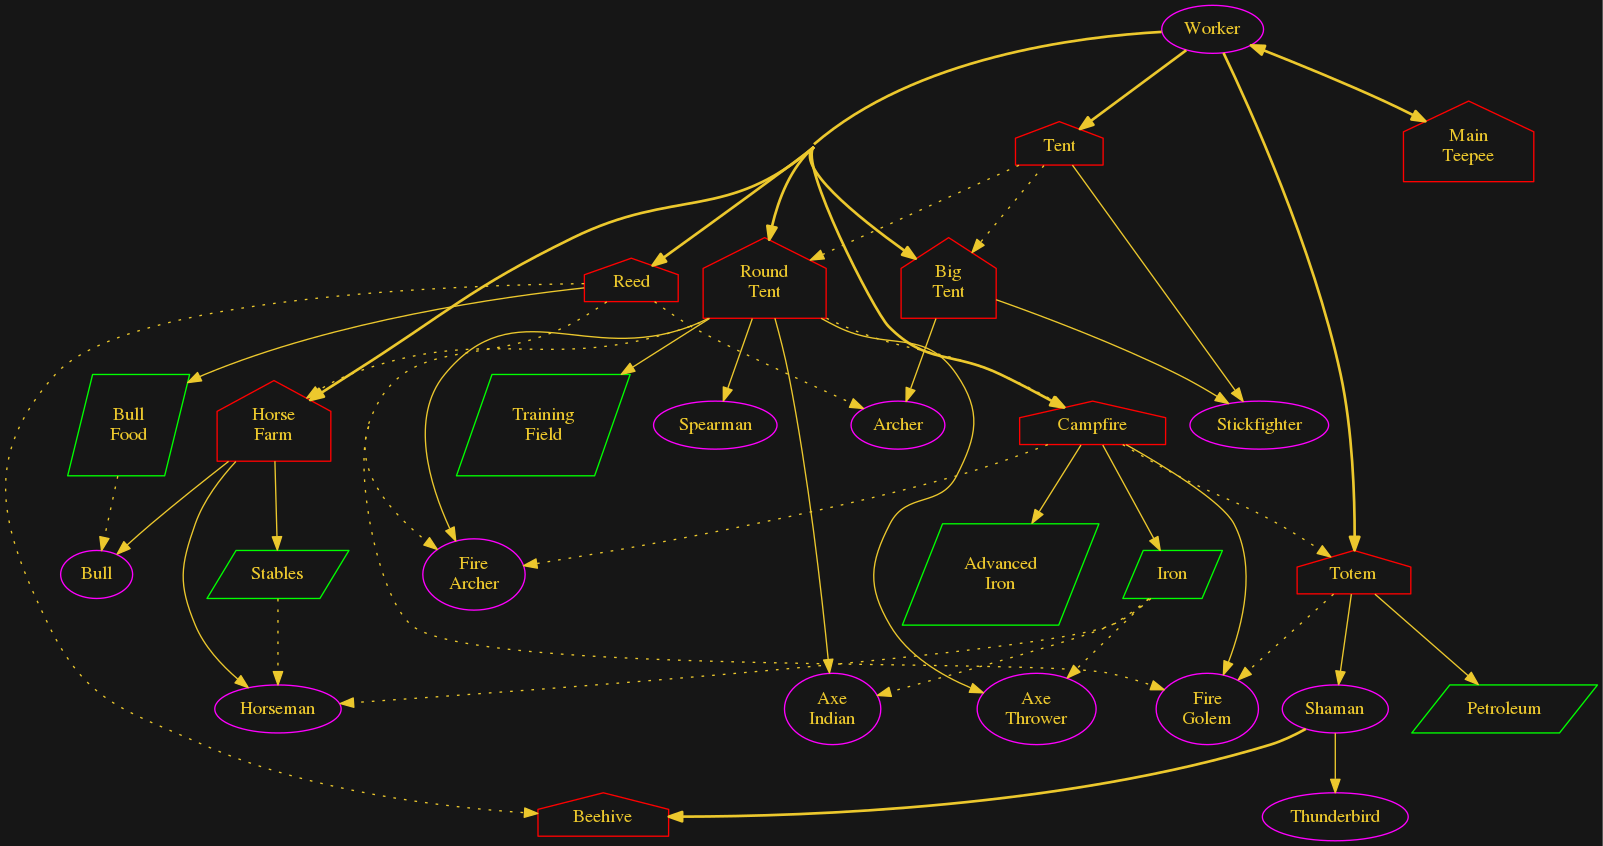 Worker
Main
Teepee
Tent
Reed
Round
Tent
Big
Tent
Bull
Food
Horse
Farm
Training
Field
Spearman
Archer
Campfire
Stickfighter
Bull
Stables
Fire
Archer
Advanced
Iron
Iron
Totem
Horseman
Axe
Indian
Axe
Thrower
Fire
Golem
Shaman
Petroleum
Beehive
Thunderbird